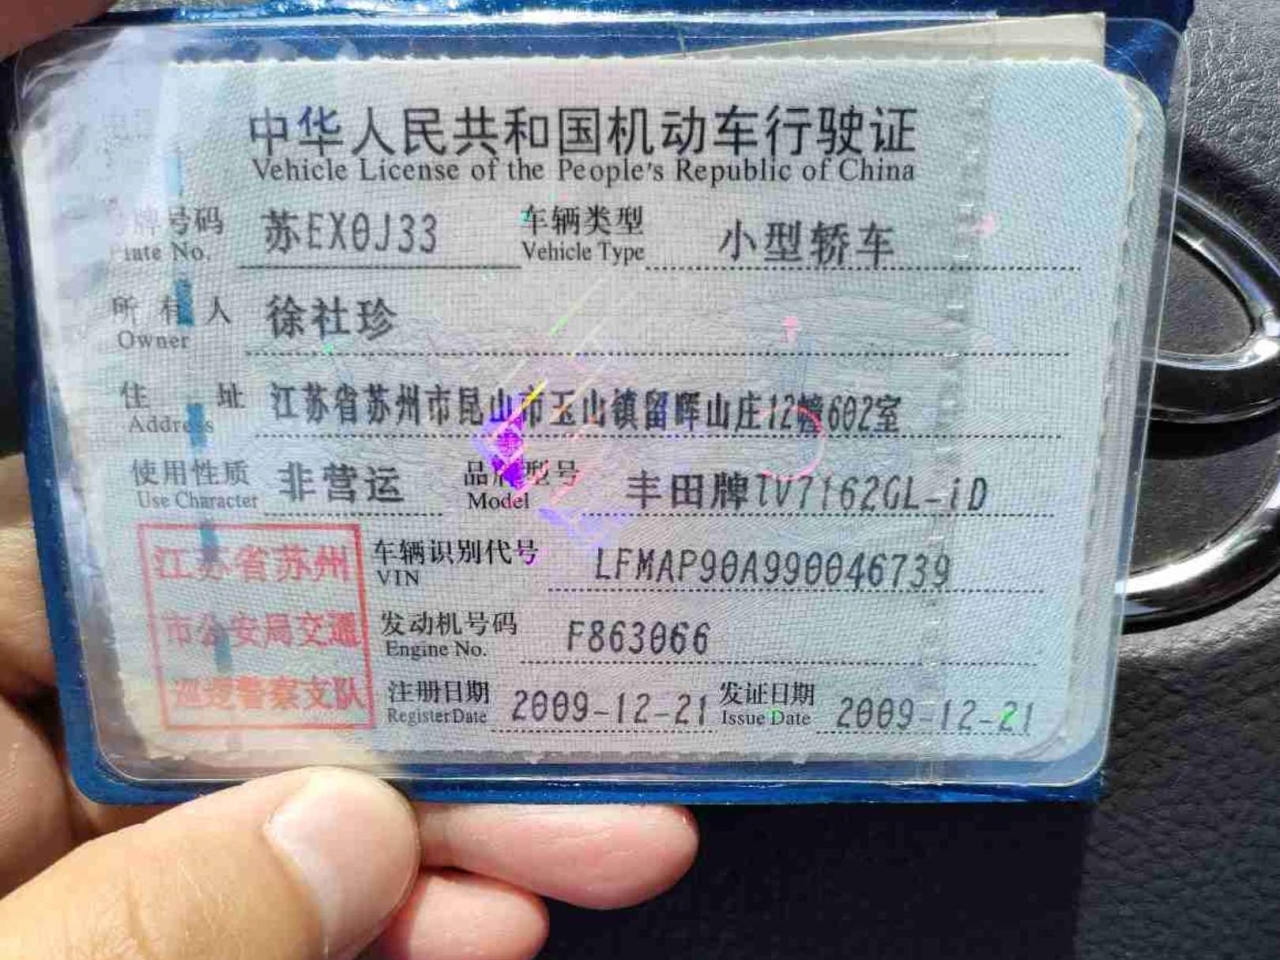 中华人民共和国机动车行驶证
Vehicle License of the People's Republic of China
号牌号码 苏EX0J33 车辆类型 小型轿车
Plate No. Vehicle Type
所有人 徐社珍
Owner
住址 江苏省苏州市昆山市玉山镇留晖山庄12幢602室
Address
使用性质 非营运 品牌型号 丰田牌TV7162GL-iD
Use Character Model
车辆识别代号 LFMAP90A990046739
VIN
发动机号码 F863066
Engine No.
注册日期 2009-12-21 发证日期 2009-12-21
Register Date Issue Date
江苏省苏州
市公安局交通
巡逻警察支队